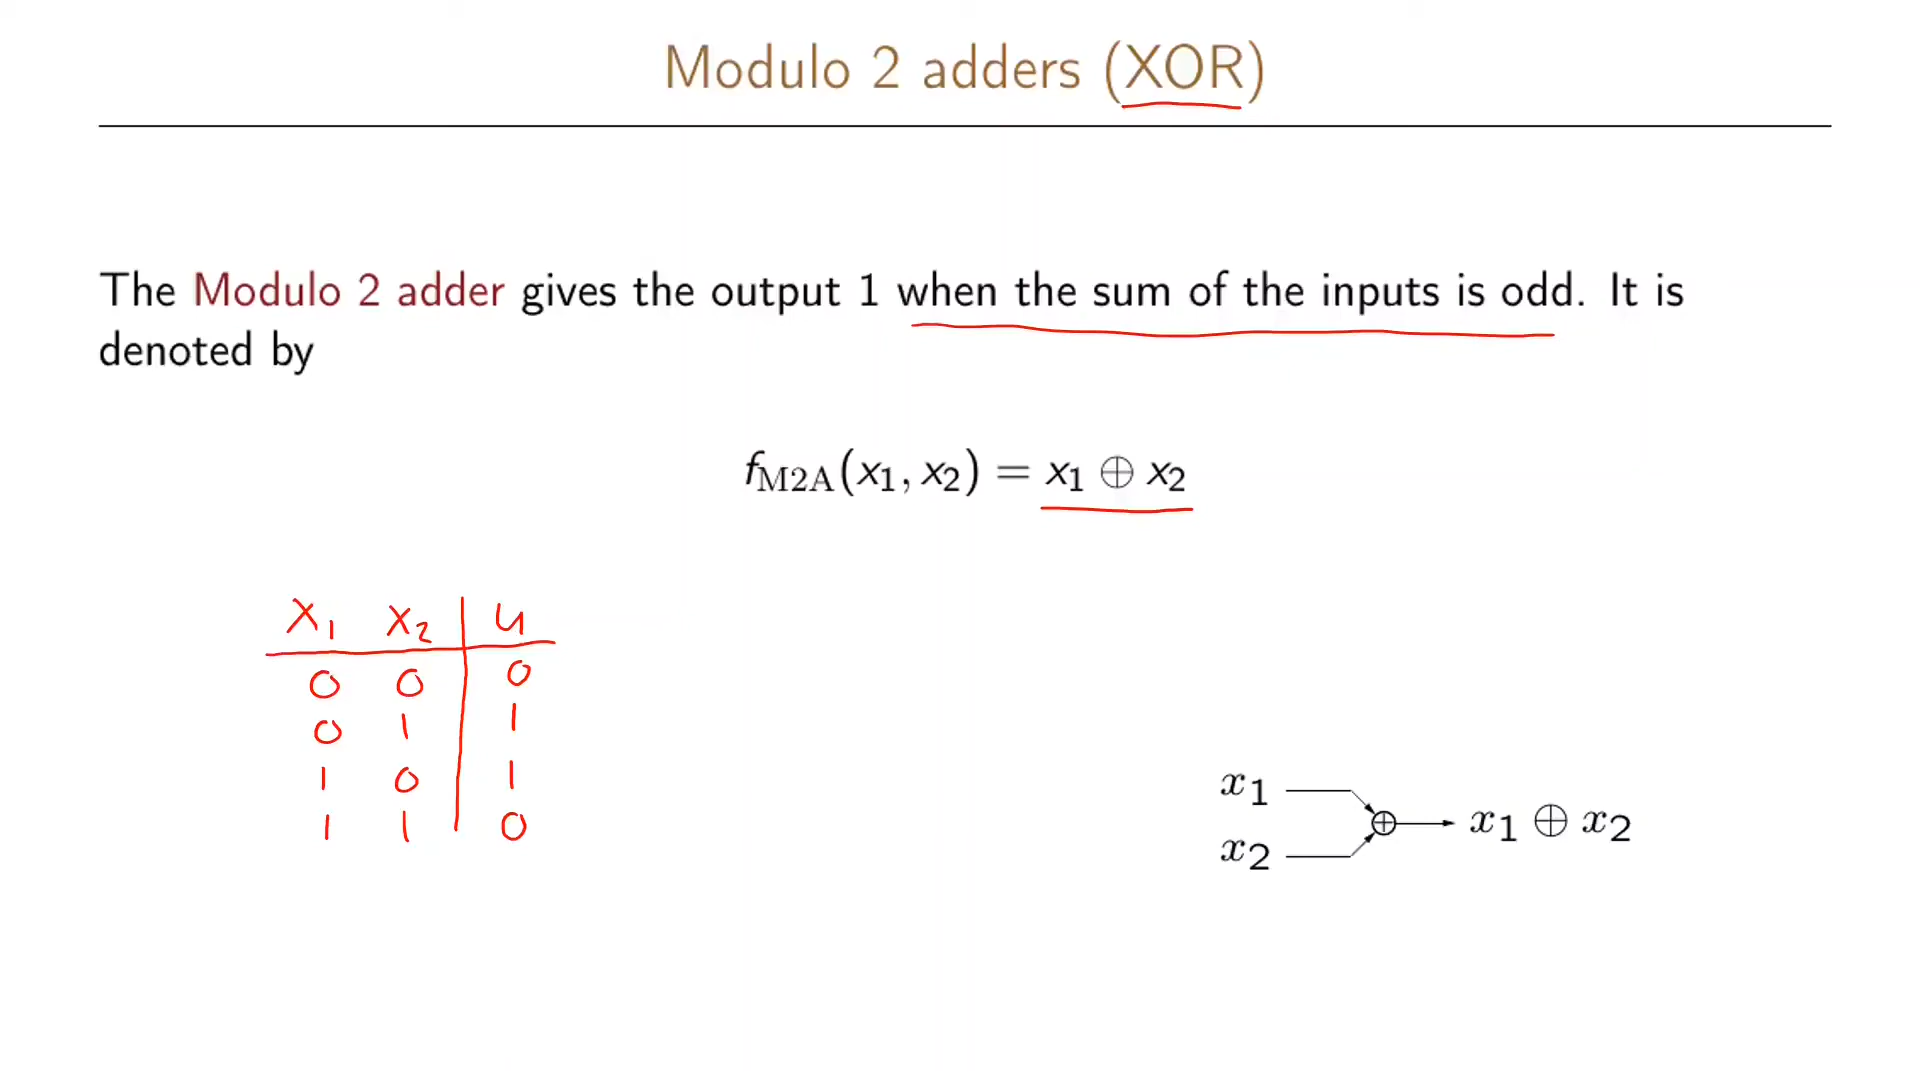 Modulo 2 adders (XOR)
The Modulo 2 adder gives the output 1 when the sum of the inputs is odd. It is
denoted by
f_M2A(x₁, x₂) = x₁ ⊕ x₂
x₁ x₂ u
0 0 0
0 1 1
1 0 1
1 1 0
x₁
x₁ ⊕ x₂
x₂